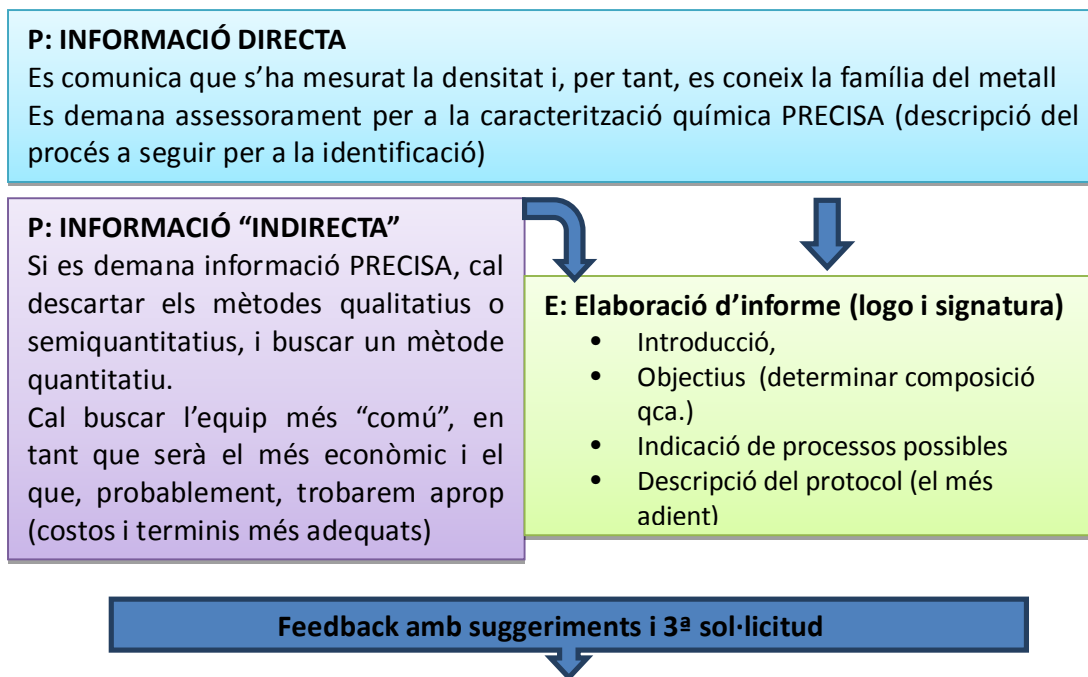 P: INFORMACIÓ DIRECTA
Es comunica que s’ha mesurat la densitat i, per tant, es coneix la família del metall
Es demana assessorament per a la caracterització química PRECISA (descripció del
procés a seguir per a la identificació)
P: INFORMACIÓ “INDIRECTA”
Si es demana informació PRECISA, cal
descartar els mètodes qualitatius o
semiquantitatius, i buscar un mètode
quantitatiu.
Cal buscar l’equip més “comú”, en
tant que serà el més econòmic i el
que, probablement, trobarem aprop
(costos i terminis més adequats)
E: Elaboració d’informe (logo i signatura)
• Introducció,
• Objectius (determinar composició
qca.)
• Indicació de processos possibles
• Descripció del protocol (el més
adient)
Feedback amb suggeriments i 3ª sol·licitud